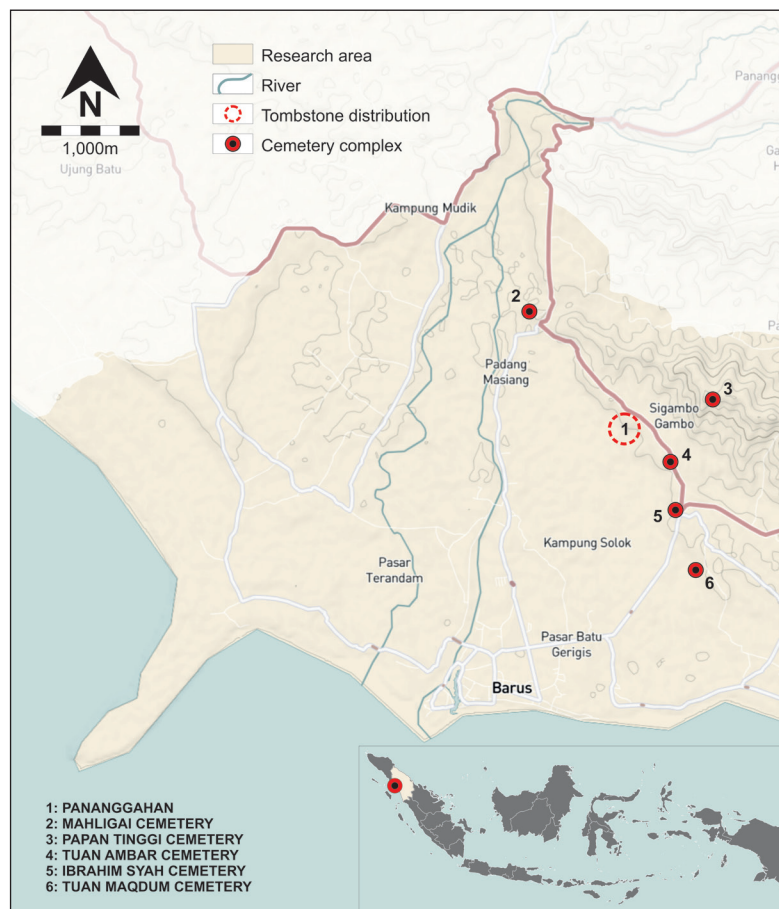 Research area
River
Tombstone distribution
Cemetery complex
N
1,000m
Ujung Batu
Kampung Mudik
2
Padang
Masiang
3
Sigambo
Gambo
1
4
5
Kampung Solok
6
Pasar
Terandam
Pasar Batu
Gerigis
Barus
1: PANANGGAHAN
2: MAHLIGAI CEMETERY
3: PAPAN TINGGI CEMETERY
4: TUAN AMBAR CEMETERY
5: IBRAHIM SYAH CEMETERY
6: TUAN MAQDUM CEMETERY